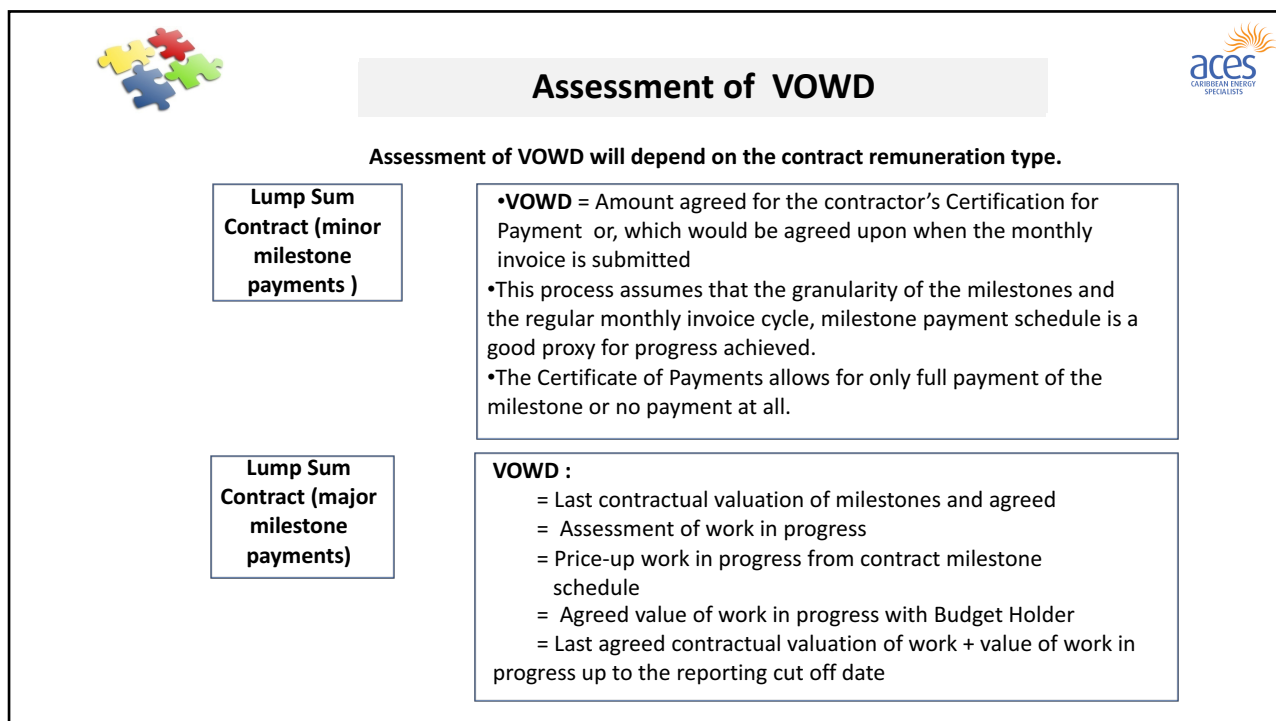 Assessment of VOWD
aces
CARIBBEAN ENERGY
SPECIALISTS
Assessment of VOWD will depend on the contract remuneration type.
Lump Sum
Contract (minor
milestone
payments )
•VOWD = Amount agreed for the contractor’s Certification for
Payment or, which would be agreed upon when the monthly
invoice is submitted
•This process assumes that the granularity of the milestones and
the regular monthly invoice cycle, milestone payment schedule is a
good proxy for progress achieved.
•The Certificate of Payments allows for only full payment of the
milestone or no payment at all.
Lump Sum
Contract (major
milestone
payments)
VOWD :
= Last contractual valuation of milestones and agreed
= Assessment of work in progress
= Price-up work in progress from contract milestone
schedule
= Agreed value of work in progress with Budget Holder
= Last agreed contractual valuation of work + value of work in
progress up to the reporting cut off date